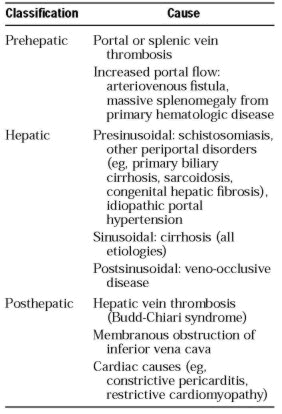 Classification Cause
Prehepatic Portal or splenic vein
thrombosis
Increased portal flow:
arteriovenous fistula,
massive splenomegaly from
primary hematologic disease
Hepatic Presinusoidal: schistosomiasis,
other periportal disorders
(eg, primary biliary
cirrhosis, sarcoidosis,
congenital hepatic fibrosis),
idiopathic portal
hypertension
Sinusoidal: cirrhosis (all
etiologies)
Postsinusoidal: veno-occlusive
disease
Posthepatic Hepatic vein thrombosis
(Budd-Chiari syndrome)
Membranous obstruction of
inferior vena cava
Cardiac causes (eg,
constrictive pericarditis,
restrictive cardiomyopathy)